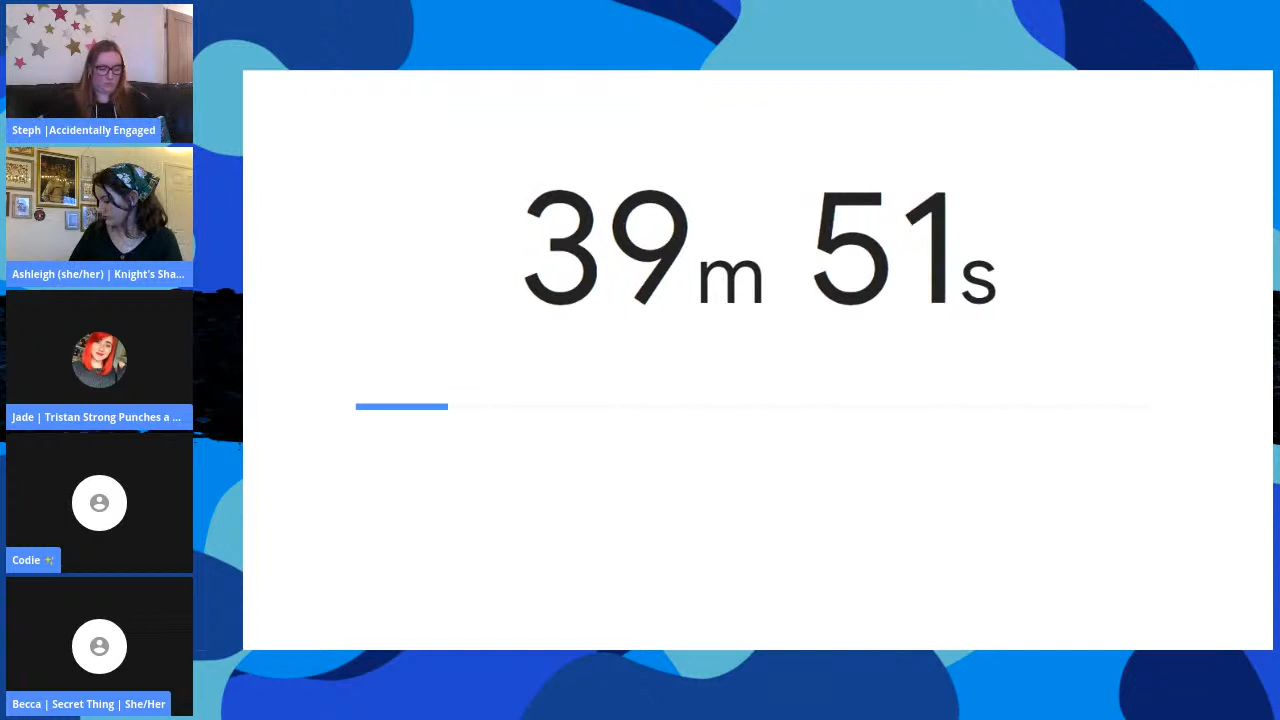 Steph |Accidentally Engaged
Ashleigh (she/her) | Knight's Sha...
Jade | Tristan Strong Punches a ...
Codie ✨
Becca | Secret Thing | She/Her
39m 51s